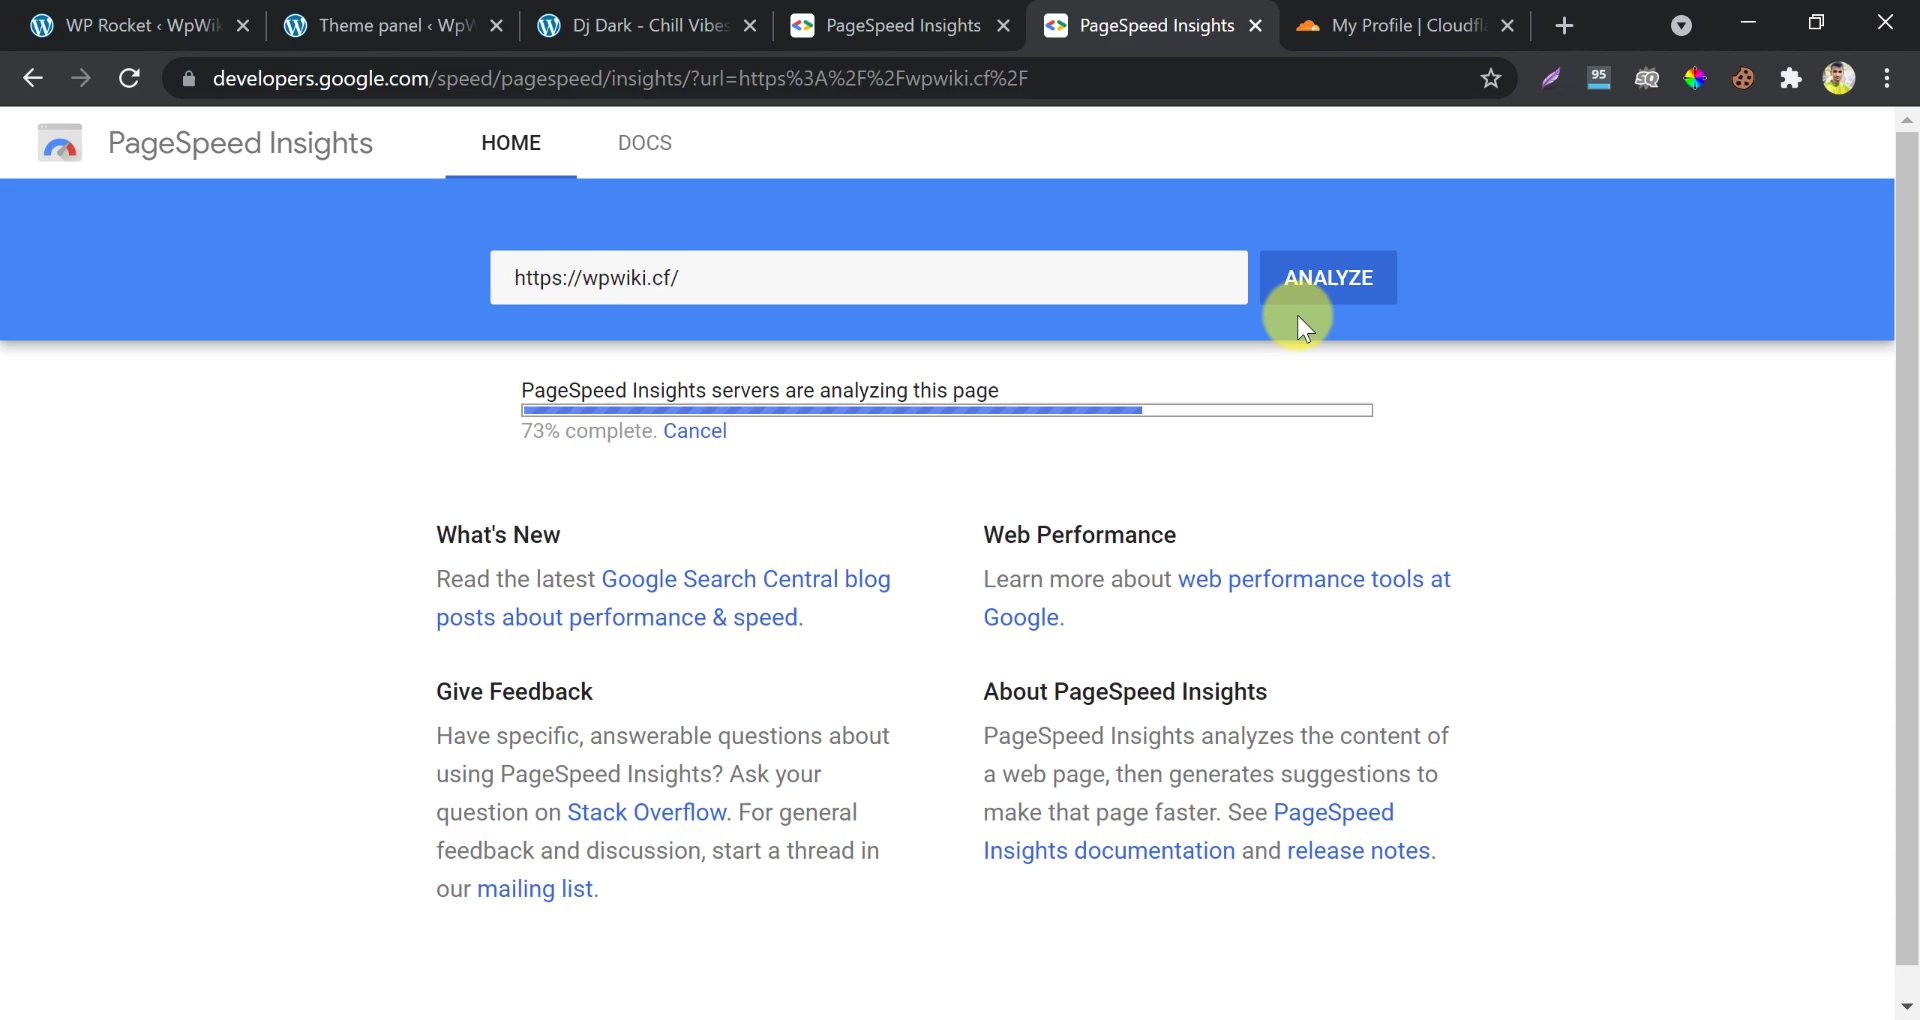 WP Rocket ‹ WpWik
Theme panel ‹ WpW
Dj Dark - Chill Vibes
PageSpeed Insights
PageSpeed Insights
My Profile | Cloudfla
developers.google.com/speed/pagespeed/insights/?url=https%3A%2F%2Fwpwiki.cf%2F
95
PageSpeed Insights
HOME
DOCS
https://wpwiki.cf/
ANALYZE
PageSpeed Insights servers are analyzing this page
73% complete. Cancel
What's New
Read the latest Google Search Central blog
posts about performance & speed.
Web Performance
Learn more about web performance tools at
Google.
Give Feedback
Have specific, answerable questions about
using PageSpeed Insights? Ask your
question on Stack Overflow. For general
feedback and discussion, start a thread in
our mailing list.
About PageSpeed Insights
PageSpeed Insights analyzes the content of
a web page, then generates suggestions to
make that page faster. See PageSpeed
Insights documentation and release notes.